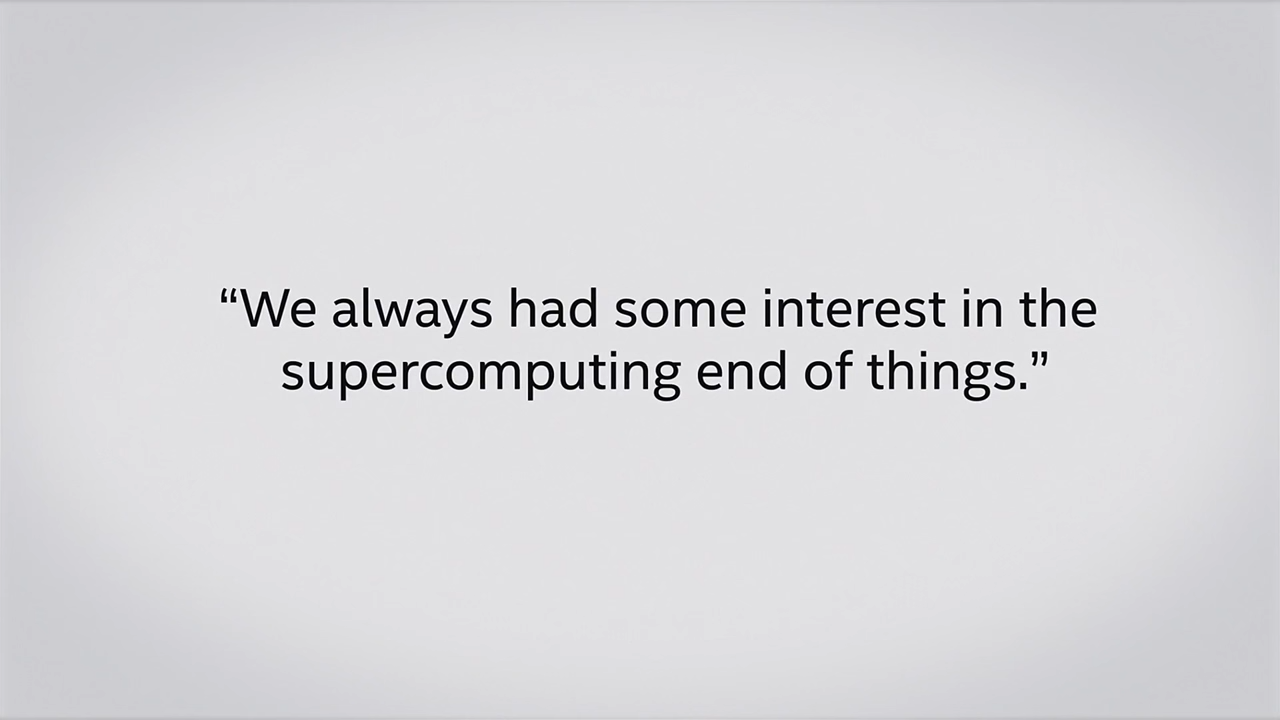 “We always had some interest in the
supercomputing end of things.”